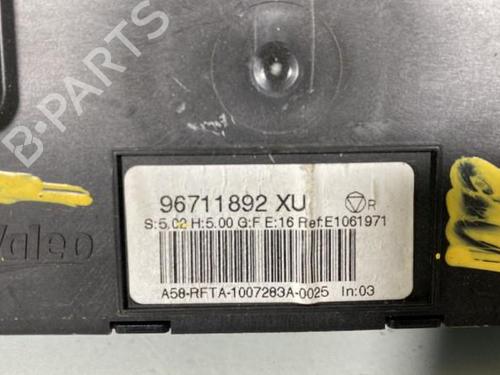 B-PARTS
96711892 XU
R
S:5,02 H:5.00 G:F E:16 Ref:E1061971
Valeo
A58-RFTA-1007283A-0025 In:03